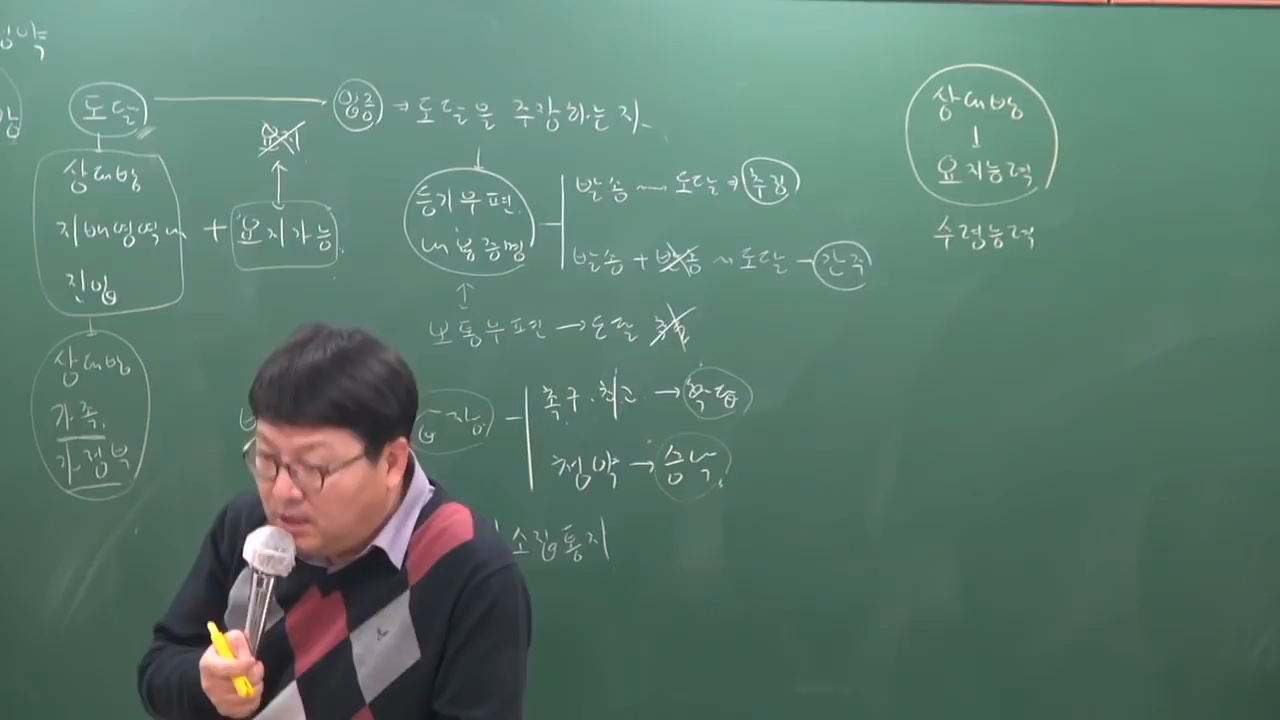 도달 입증 → 도달을 주장하는 자
요지
상대방
지배영역내
진입
+ 요지가능
상대방
가족
가정부
등기우편
내용증명
발송 도달 → 추정
발송 + 반송 도달 간주
보통우편 → 도달 추정
촉구·최고 → 확답
청약 → 승낙
소집통지
상대방
요지능력
수령능력